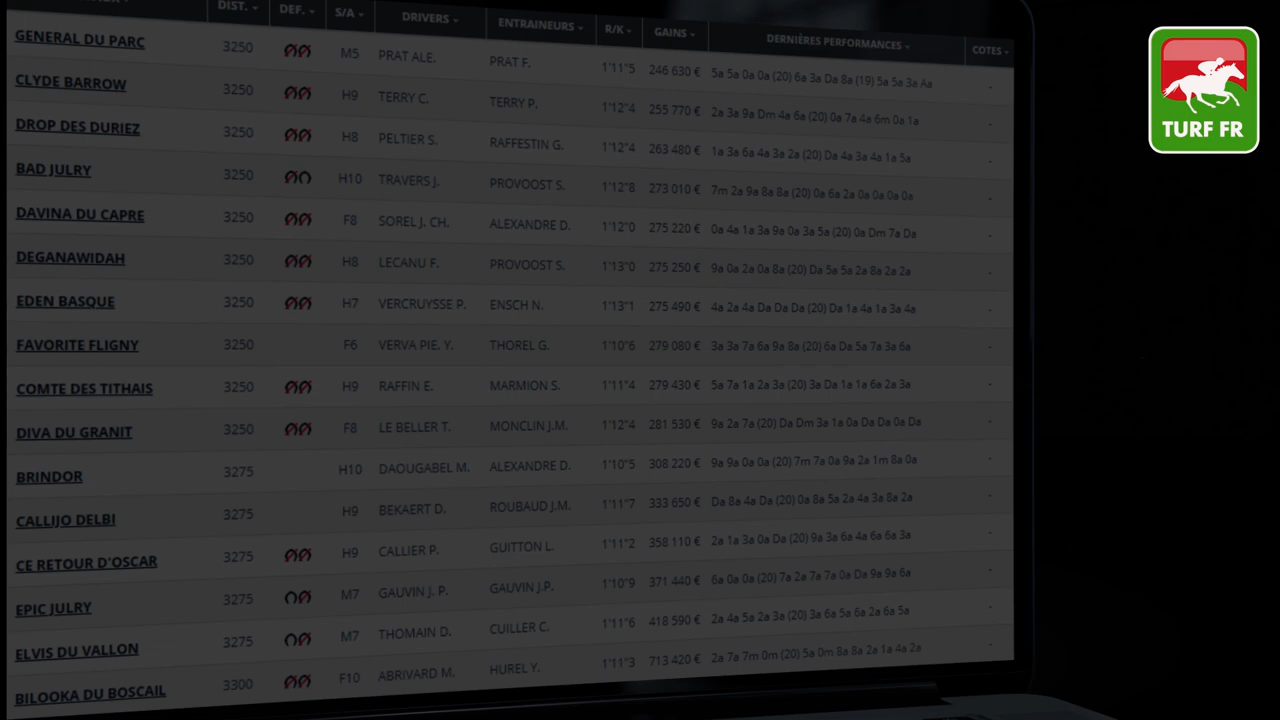 DIST. DEF. S/A DRIVERS ENTRAINEURS R/K GAINS DERNIÈRES PERFORMANCES COTES
GENERAL DU PARC 3250 M5 PRAT ALE. PRAT F. 1'11"5 246 630 € 5a 5a 0a 0a (20) 6a 3a Da 8a (19) 5a 5a 3a Aa -
CLYDE BARROW 3250 H9 TERRY C. TERRY P. 1'12"4 255 770 € 2a 3a 9a Dm 4a 6a (20) 0a 7a 4a 6m 0a 1a -
DROP DES DURIEZ 3250 H8 PELTIER S. RAFFESTIN G. 1'12"4 263 480 € 1a 3a 6a 4a 3a 2a (20) Da 4a 3a 4a 1a 5a -
BAD JULRY 3250 H10 TRAVERS J. PROVOOST S. 1'12"8 273 010 € 7m 2a 9a 8a 8a (20) 0a 6a 2a 0a 0a 0a 0a -
DAVINA DU CAPRE 3250 F8 SOREL J. CH. ALEXANDRE D. 1'12"0 275 220 € 0a 4a 1a 3a 9a 0a 3a 5a (20) 0a Dm 7a Da -
DEGANAWIDAH 3250 H8 LECANU F. PROVOOST S. 1'13"0 275 250 € 9a 0a 2a 0a 8a (20) Da 5a 5a 2a 8a 2a 2a -
EDEN BASQUE 3250 H7 VERCRUYSSE P. ENSCH N. 1'13"1 275 490 € 4a 2a 4a Da Da Da (20) Da 1a 4a 1a 3a 4a -
FAVORITE FLIGNY 3250 F6 VERVA PIE. Y. THOREL G. 1'10"6 279 080 € 3a 3a 7a 6a 9a 8a (20) 6a Da 5a 7a 3a 6a -
COMTE DES TITHAIS 3250 H9 RAFFIN E. MARMION S. 1'11"4 279 430 € 5a 7a 1a 2a 3a (20) 3a Da 1a 1a 6a 2a 3a -
DIVA DU GRANIT 3250 F8 LE BELLER T. MONCLIN J.M. 1'12"4 281 530 € 9a 2a 7a (20) Da Dm 3a 1a 0a Da Da 0a Da -
BRINDOR 3275 H10 DAOUGABEL M. ALEXANDRE D. 1'10"5 308 220 € 9a 9a 0a 0a (20) 7m 7a 0a 9a 2a 1m 8a 0a -
CALLIJO DELBI 3275 H9 BEKAERT D. ROUBAUD J.M. 1'11"7 333 650 € Da 8a 4a Da (20) 0a 8a 5a 2a 4a 3a 8a 2a -
CE RETOUR D'OSCAR 3275 H9 CALLIER P. GUITTON L. 1'11"2 358 110 € 2a 1a 3a 0a Da (20) 9a 3a 6a 4a 6a 6a 3a -
EPIC JULRY 3275 M7 GAUVIN J. P. GAUVIN J.P. 1'10"9 371 440 € 6a 0a 0a (20) 7a 2a 7a 7a 0a Da 9a 9a 6a -
ELVIS DU VALLON 3275 M7 THOMAIN D. CUILLER C. 1'11"6 418 590 € 2a 4a 5a 2a 3a (20) 3a 6a 5a 6a 2a 6a 5a -
BILOOKA DU BOSCAIL 3300 F10 ABRIVARD M. HUREL Y. 1'11"3 713 420 € 2a 7a 7m 0m (20) 5a 0m 8a 8a 2a 1a 4a 2a -
TURF FR